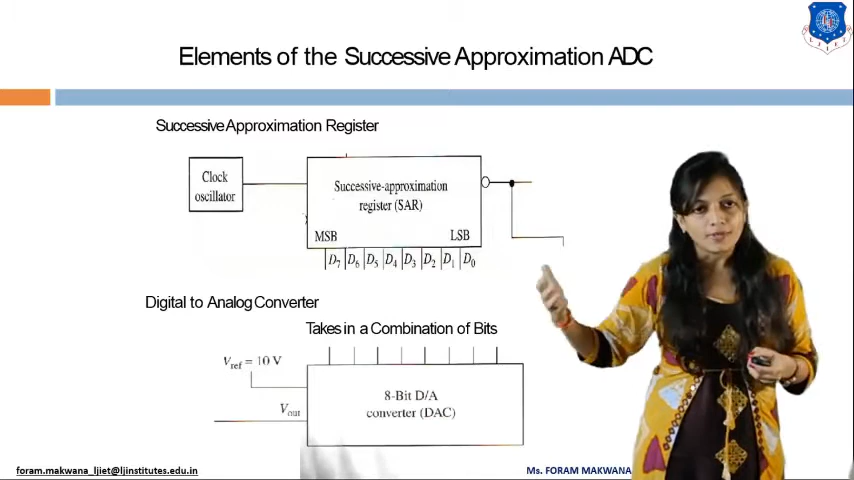 Elements of the Successive Approximation ADC
Successive Approximation Register
Clock
oscillator
Successive-approximation
register (SAR)
MSB
LSB
D7 D6 D5 D4 D3 D2 D1 D0
Digital to Analog Converter
Takes in a Combination of Bits
Vref = 10 V
8-Bit D/A
Vout
converter (DAC)
foram.makwana_ljiet@ljinstitutes.edu.in
Ms. FORAM MAKWANA